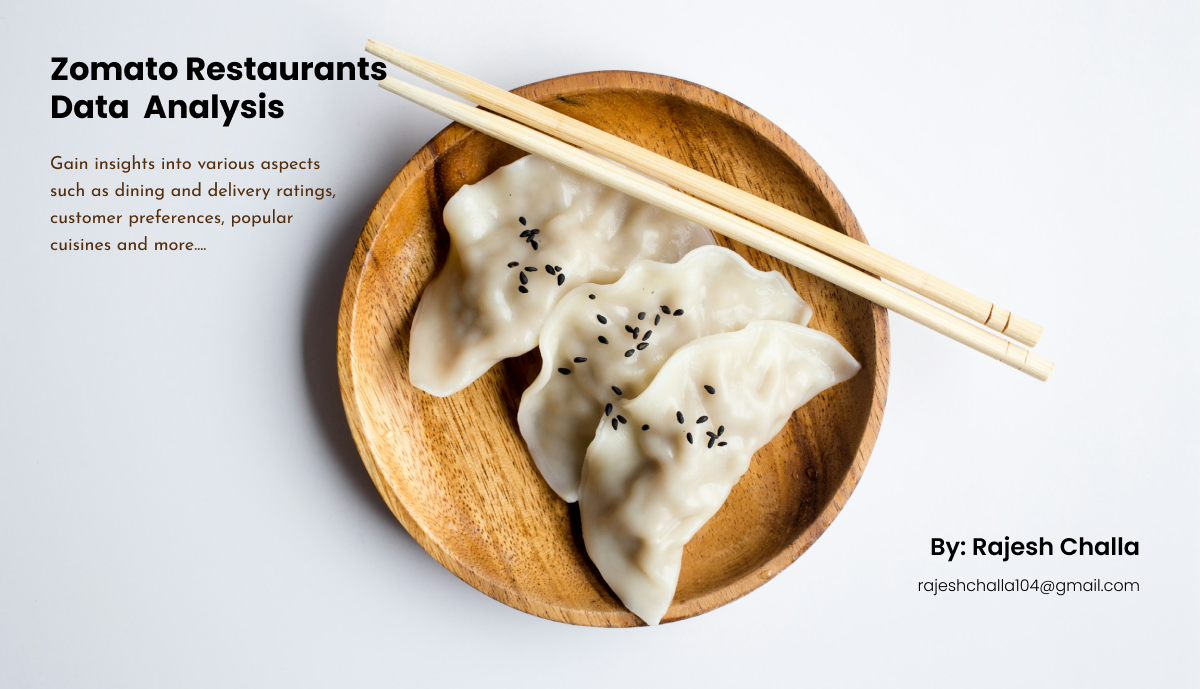 Zomato Restaurants
Data Analysis
Gain insights into various aspects
such as dining and delivery ratings,
customer preferences, popular
cuisines and more....
By: Rajesh Challa
rajeshchalla104@gmail.com